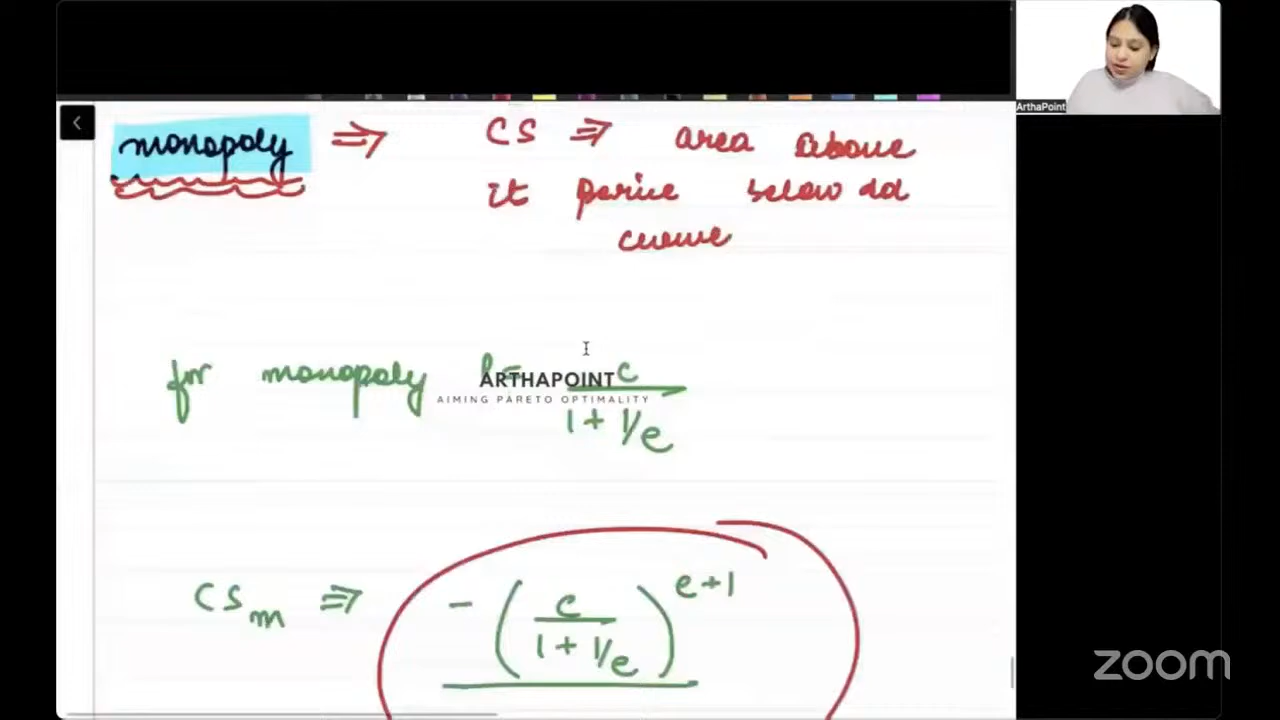 monopoly ⇒ CS ⇒ area above
it price below dd
curve
for monopoly P = c
1 + 1/e
ARTHAPOINT
AIMING PARETO OPTIMALITY
CS_m ⇒ - ( c / 1 + 1/e )^e+1
ArthaPoint
zoom